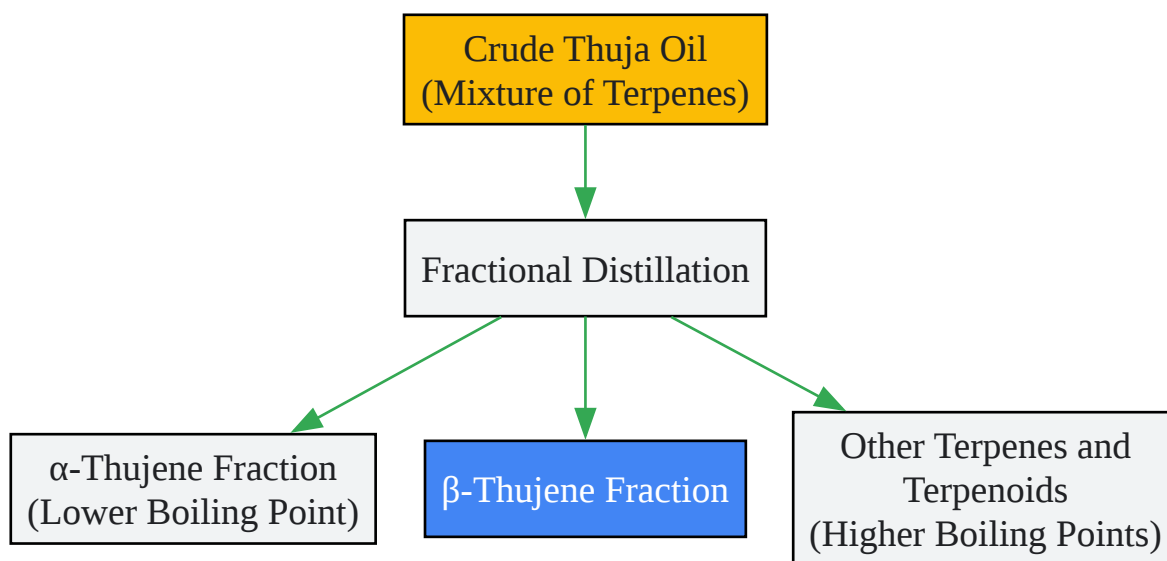 Crude Thuja Oil
(Mixture of Terpenes)
Fractional Distillation
α-Thujene Fraction
(Lower Boiling Point)
β-Thujene Fraction
Other Terpenes and
Terpenoids
(Higher Boiling Points)